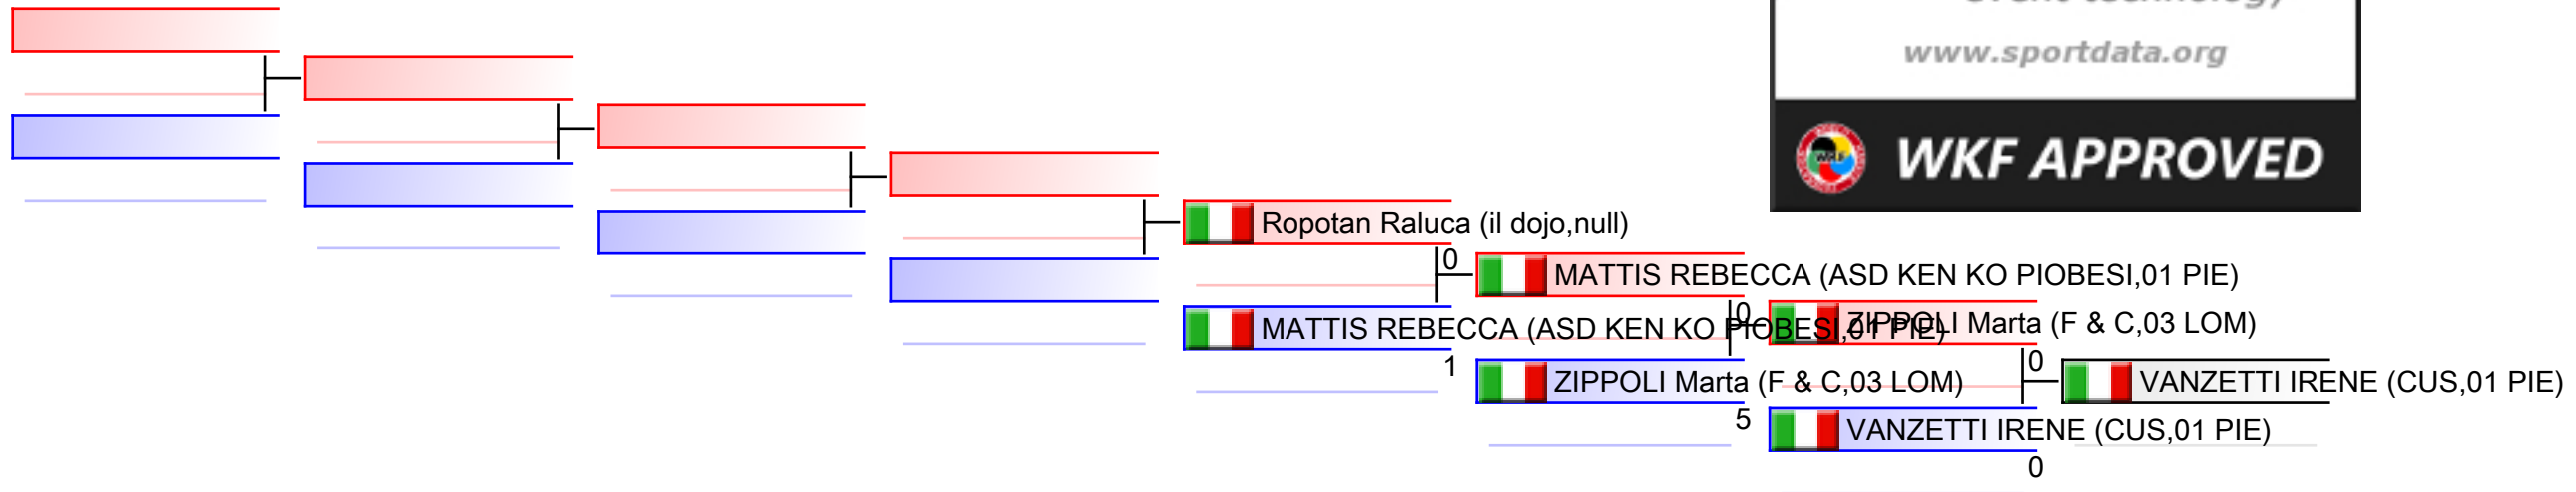 event technology
www.sportdata.org
WKF APPROVED
Ropotan Raluca (il dojo,null)
0
MATTIS REBECCA (ASD KEN KO PIOBESI,01 PIE)
0
ZIPPOLI Marta (F & C,03 LOM)
MATTIS REBECCA (ASD KEN KO PIOBESI,01 PIE)
1
0
ZIPPOLI Marta (F & C,03 LOM)
VANZETTI IRENE (CUS,01 PIE)
5
VANZETTI IRENE (CUS,01 PIE)
0